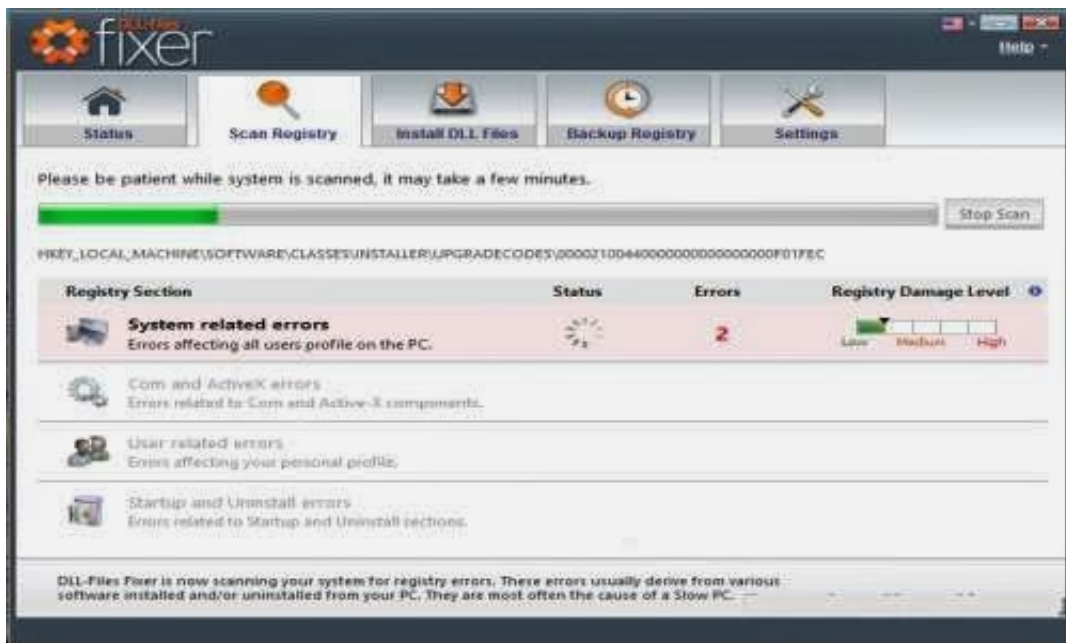 DLL-Files
fixer
Help
Status
Scan Registry
Install DLL Files
Backup Registry
Settings
Please be patient while system is scanned, it may take a few minutes.
Stop Scan
HKEY_LOCAL_MACHINE\SOFTWARE\CLASSES\INSTALLER\UPGRADECODES\
Registry Section Status Errors Registry Damage Level
System related errors
Errors affecting all users profile on the PC.
2
Low Medium High
Com and ActiveX errors
Errors related to Com and Active-X components.
User related errors
Errors affecting your personal profile.
Startup and Uninstall errors
Errors related to Startup and Uninstall sections.
DLL-Files Fixer is now scanning your system for registry errors. These errors usually derive from various
software installed and/or uninstalled from your PC. They are most often the cause of a Slow PC.